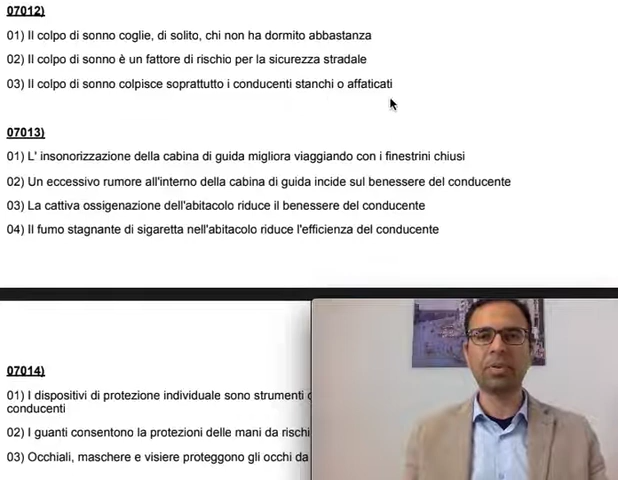 07012)
01) Il colpo di sonno coglie, di solito, chi non ha dormito abbastanza
02) Il colpo di sonno è un fattore di rischio per la sicurezza stradale
03) Il colpo di sonno colpisce soprattutto i conducenti stanchi o affaticati
07013)
01) L' insonorizzazione della cabina di guida migliora viaggiando con i finestrini chiusi
02) Un eccessivo rumore all'interno della cabina di guida incide sul benessere del conducente
03) La cattiva ossigenazione dell'abitacolo riduce il benessere del conducente
04) Il fumo stagnante di sigaretta nell'abitacolo riduce l'efficienza del conducente
07014)
01) I dispositivi di protezione individuale sono strumenti
conducenti
02) I guanti consentono la protezioni delle mani da rischi
03) Occhiali, maschere e visiere proteggono gli occhi da